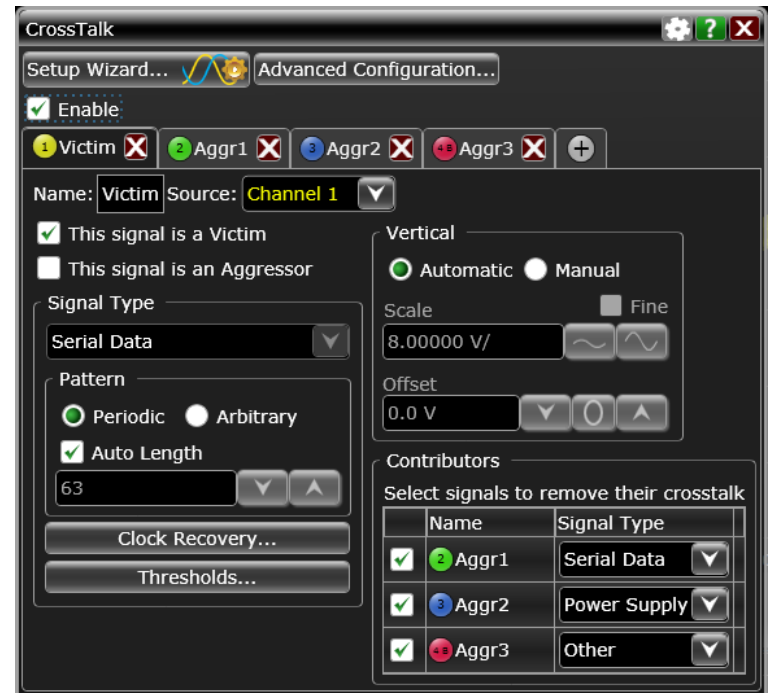 CrossTalk
?
X
Setup Wizard...
Advanced Configuration...
Enable
1 Victim X
2 Aggr1 X
3 Aggr2 X
4 Aggr3 X
+
Name: Victim Source: Channel 1
This signal is a Victim
This signal is an Aggressor
Signal Type
Serial Data
Pattern
Periodic Arbitrary
Auto Length
63
Clock Recovery...
Thresholds...
Vertical
Automatic Manual
Scale Fine
8.00000 V/
Offset
0.0 V
0
Contributors
Select signals to remove their crosstalk
Name Signal Type
2 Aggr1 Serial Data
3 Aggr2 Power Supply
4 Aggr3 Other